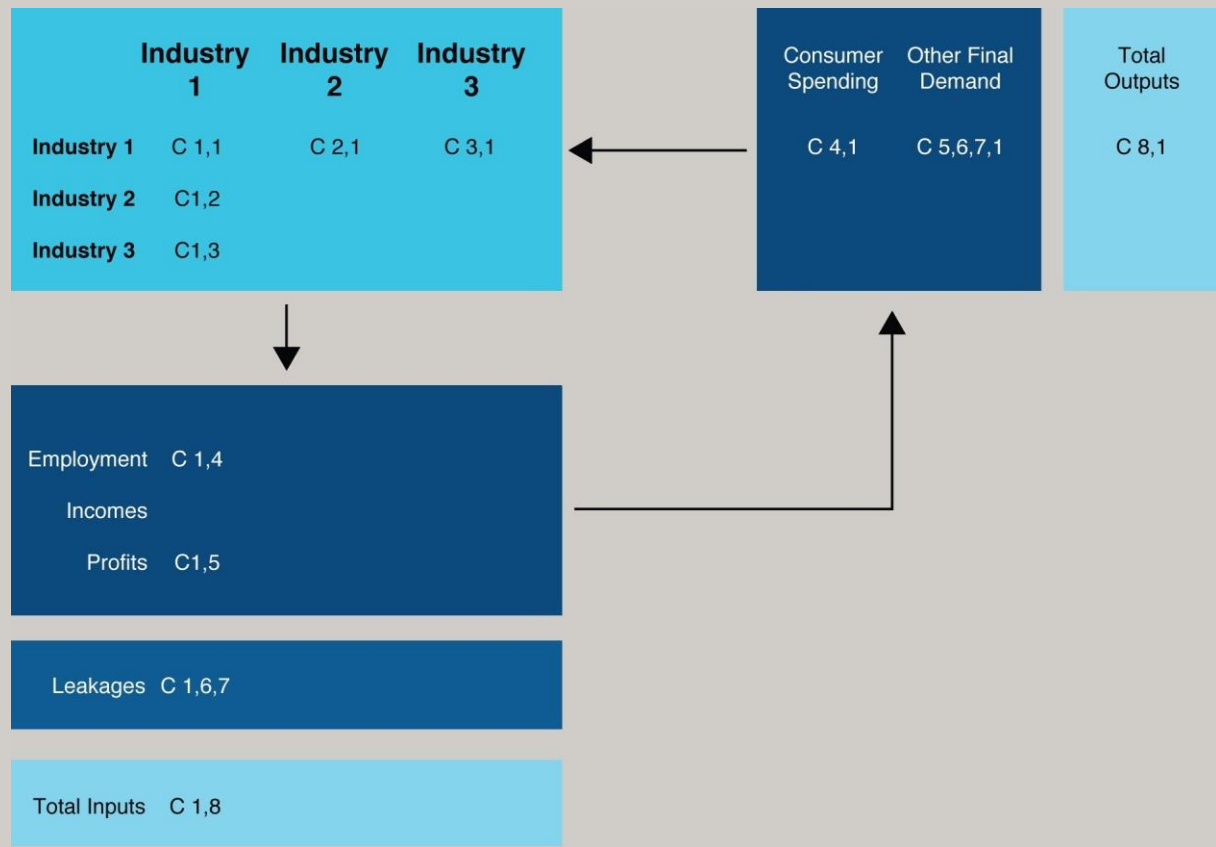 Industry 1 Industry 2 Industry 3
Consumer Spending Other Final Demand
Total Outputs
Industry 1 C 1,1 C 2,1 C 3,1 C 4,1 C 5,6,7,1 C 8,1
Industry 2 C1,2
Industry 3 C1,3
Employment C 1,4
Incomes
Profits C1,5
Leakages C 1,6,7
Total Inputs C 1,8